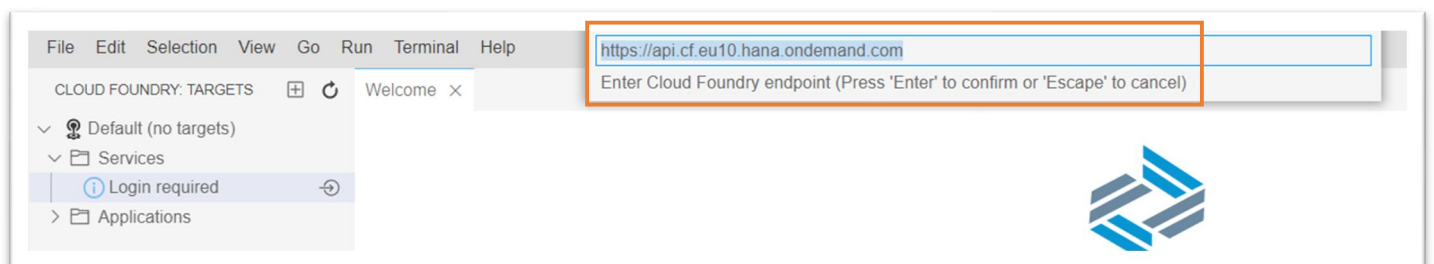 File Edit Selection View Go Run Terminal Help
https://api.cf.eu10.hana.ondemand.com
Enter Cloud Foundry endpoint (Press 'Enter' to confirm or 'Escape' to cancel)
CLOUD FOUNDRY: TARGETS
Welcome
Default (no targets)
Services
Login required
Applications